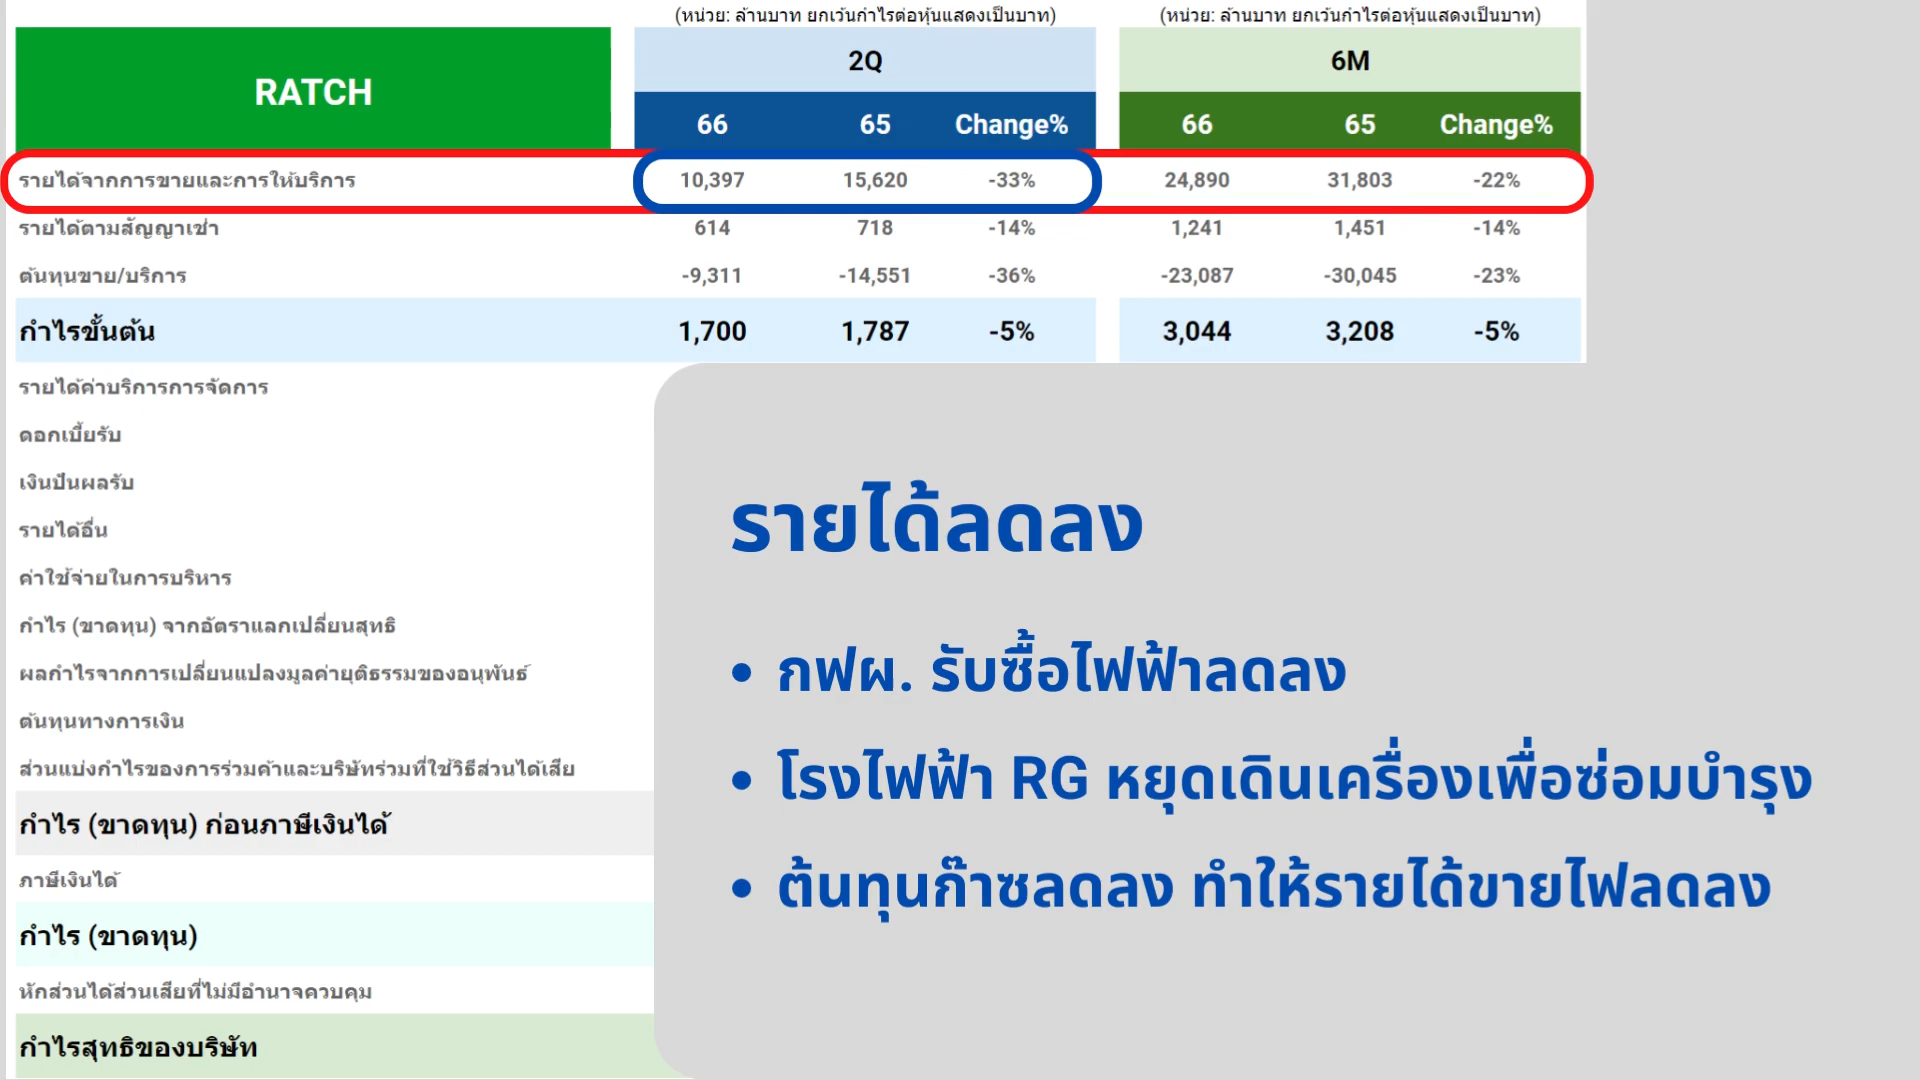 (หน่วย: ล้านบาท ยกเว้นกำไรต่อหุ้นแสดงเป็นบาท) (หน่วย: ล้านบาท ยกเว้นกำไรต่อหุ้นแสดงเป็นบาท)
RATCH 2Q 6M
66 65 Change% 66 65 Change%
รายได้จากการขายและการให้บริการ 10,397 15,620 -33% 24,890 31,803 -22%
รายได้ตามสัญญาเช่า 614 718 -14% 1,241 1,451 -14%
ต้นทุนขาย/บริการ -9,311 -14,551 -36% -23,087 -30,045 -23%
กำไรขั้นต้น 1,700 1,787 -5% 3,044 3,208 -5%
รายได้ค่าบริการการจัดการ
ดอกเบี้ยรับ
เงินปันผลรับ
รายได้อื่น
ค่าใช้จ่ายในการบริหาร
กำไร (ขาดทุน) จากอัตราแลกเปลี่ยนสุทธิ
ผลกำไรจากการเปลี่ยนแปลงมูลค่ายุติธรรมของอนุพันธ์
ต้นทุนทางการเงิน
ส่วนแบ่งกำไรของการร่วมค้าและบริษัทร่วมที่ใช้วิธีส่วนได้เสีย
กำไร (ขาดทุน) ก่อนภาษีเงินได้
ภาษีเงินได้
กำไร (ขาดทุน)
หักส่วนได้ส่วนเสียที่ไม่มีอำนาจควบคุม
กำไรสุทธิของบริษัท
รายได้ลดลง
• กฟผ. รับซื้อไฟฟ้าลดลง
• โรงไฟฟ้า RG หยุดเดินเครื่องเพื่อซ่อมบำรุง
• ต้นทุนก๊าซลดลง ทำให้รายได้ขายไฟลดลง